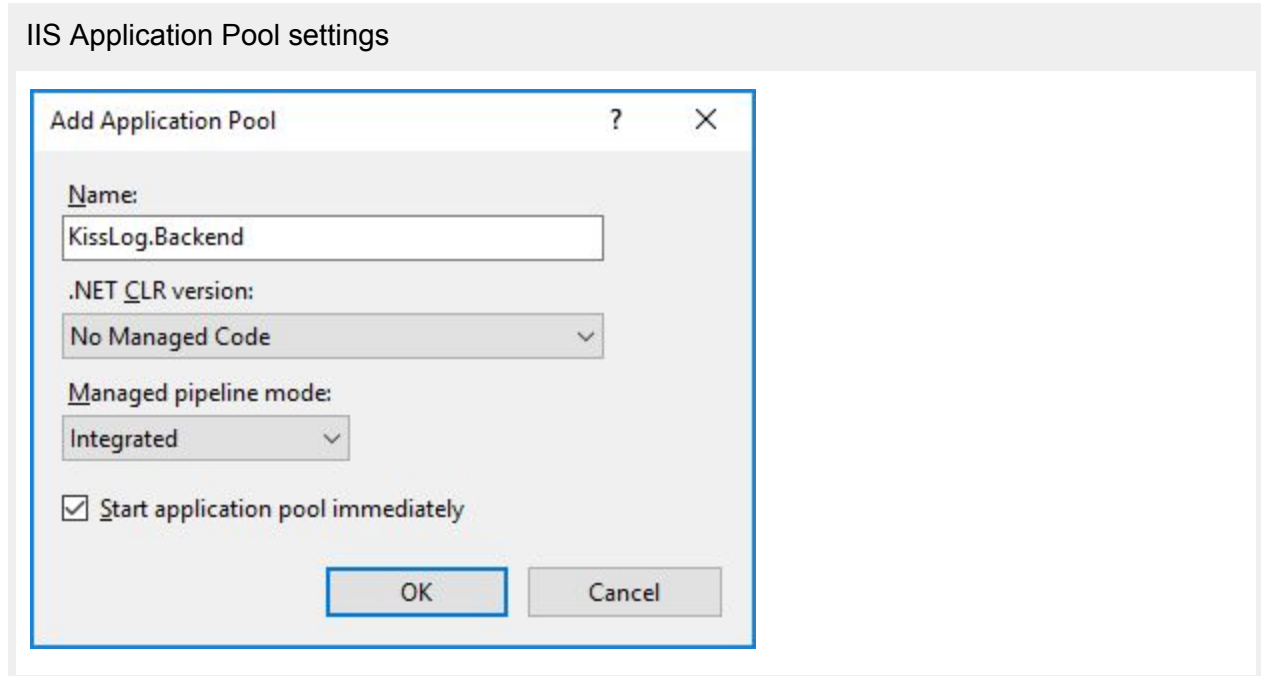 IIS Application Pool settings
Add Application Pool ?
Name:
KissLog.Backend
.NET CLR version:
No Managed Code
Managed pipeline mode:
Integrated
Start application pool immediately
OK Cancel